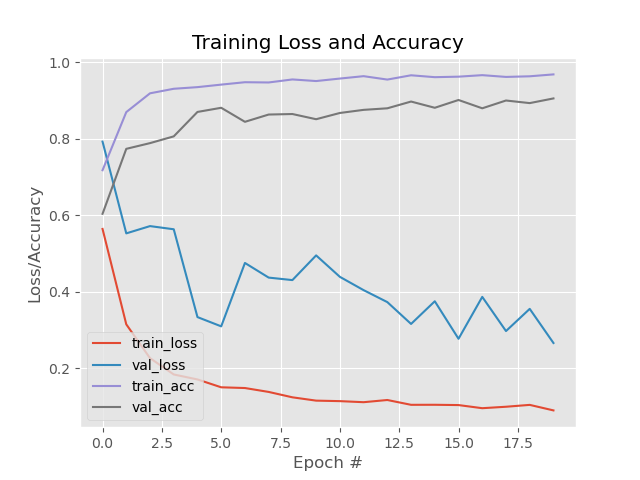 Training Loss and Accuracy
Loss/Accuracy
1.0
0.8
0.6
0.4
0.2
train_loss
val_loss
train_acc
val_acc
0.0 2.5 5.0 7.5 10.0 12.5 15.0 17.5
Epoch #